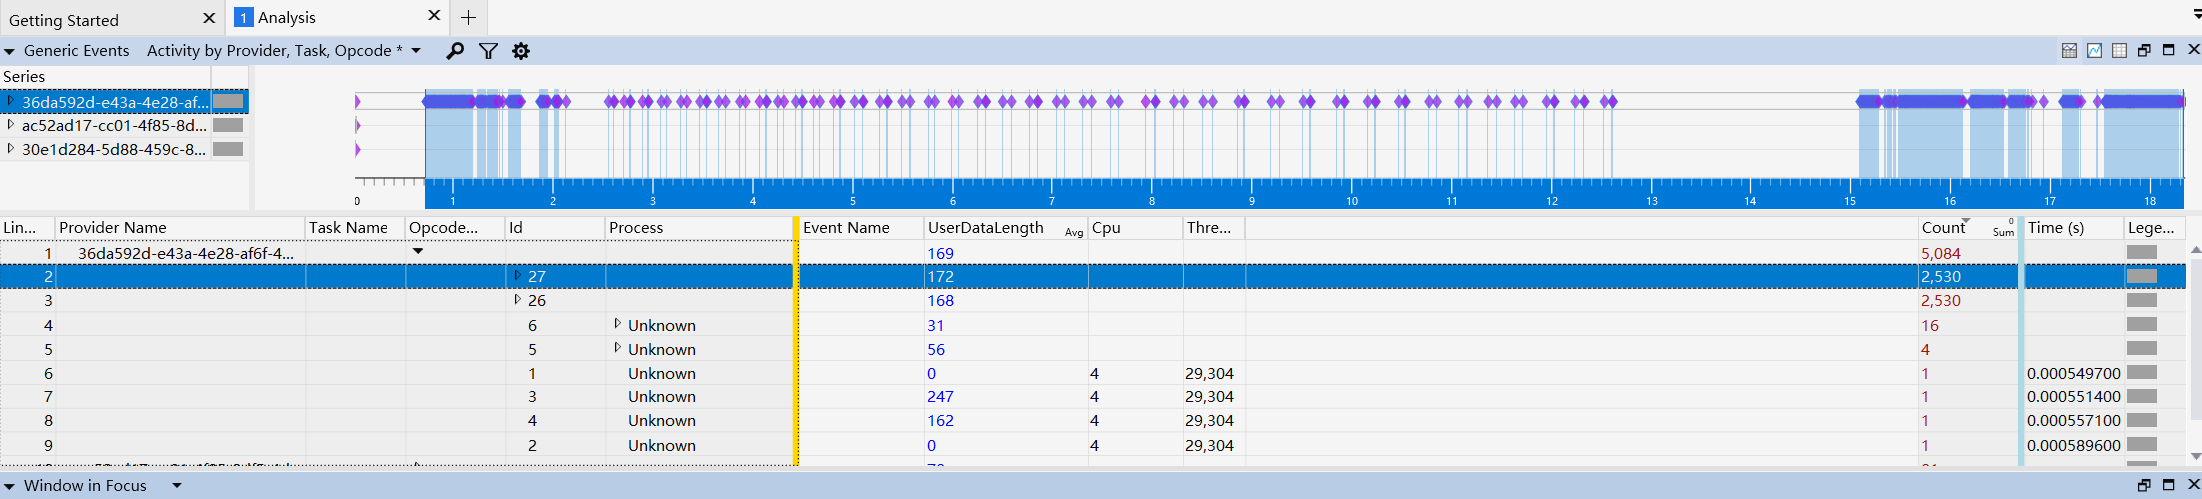 Getting Started
1 Analysis
Generic Events Activity by Provider, Task, Opcode *
Series
36da592d-e43a-4e28-af...
ac52ad17-cc01-4f85-8d...
30e1d284-5d88-459c-8...
0 1 2 3 4 5 6 7 8 9 10 11 12 13 14 15 16 17 18
Lin... Provider Name Task Name Opcode... Id Process Event Name UserDataLength Avg Cpu Thre... Count 0 Sum Time (s) Lege...
1 36da592d-e43a-4e28-af6f-4... 169 5,084
2 27 172 2,530
3 26 168 2,530
4 6 Unknown 31 16
5 5 Unknown 56 4
6 1 Unknown 0 4 29,304 1 0.000549700
7 3 Unknown 247 4 29,304 1 0.000551400
8 4 Unknown 162 4 29,304 1 0.000557100
9 2 Unknown 0 4 29,304 1 0.000589600
Window in Focus